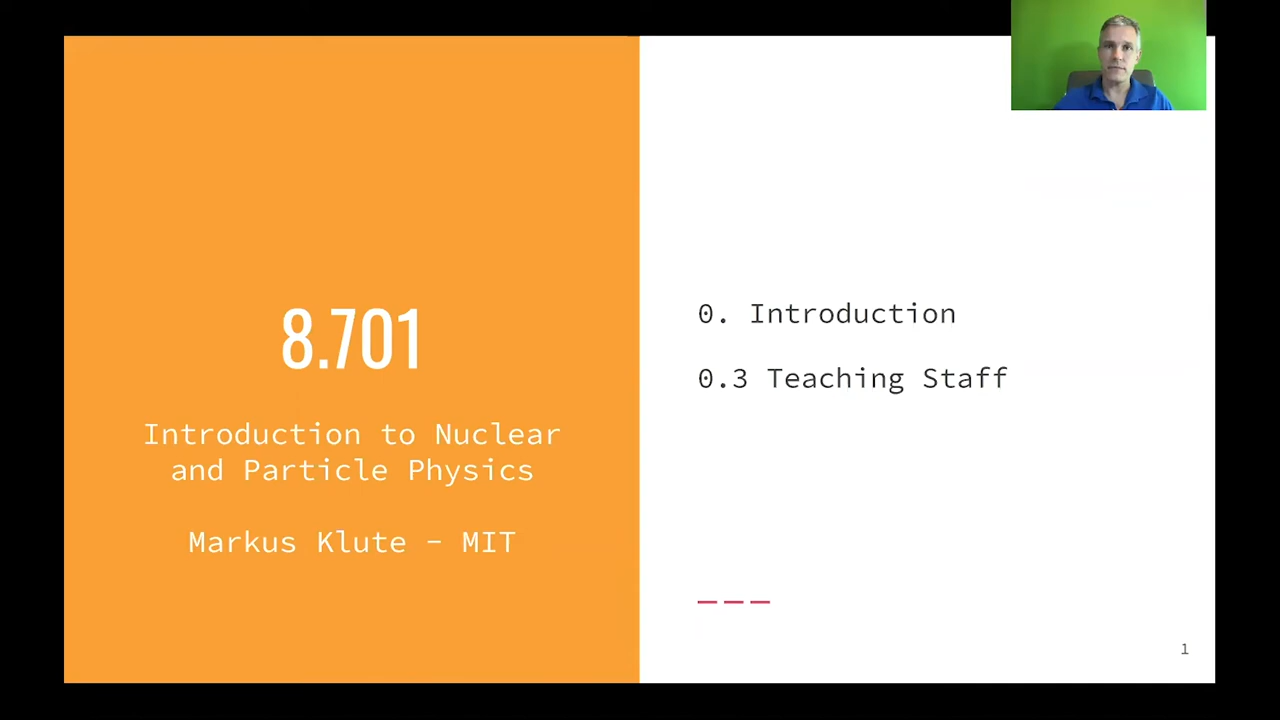 8.701
Introduction to Nuclear
and Particle Physics
Markus Klute – MIT
0. Introduction
0.3 Teaching Staff
1